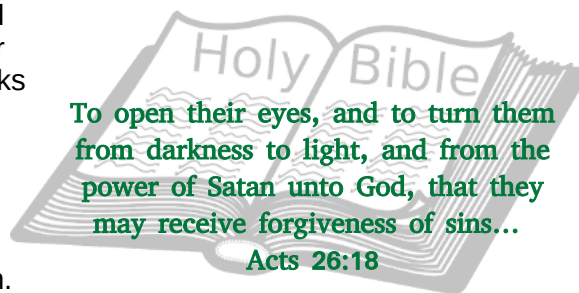 Holy Bible
To open their eyes, and to turn them
from darkness to light, and from the
power of Satan unto God, that they
may receive forgiveness of sins...
Acts 26:18